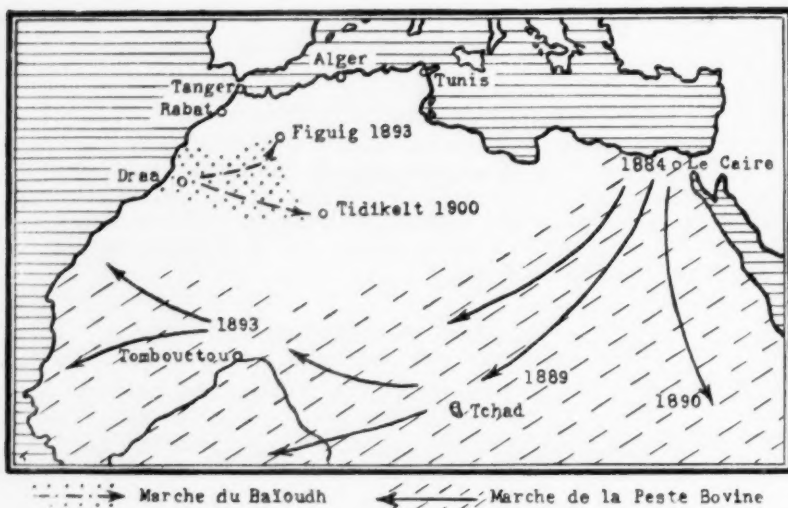 Alger
Tanger
Tunis
Rabat
Figuig 1893
1884 Le Caire
Draa
Tidikelt 1900
1893
Tombouctou
1889
1890
Tchad
Marche du Baïoudh
Marche de la Peste Bovine